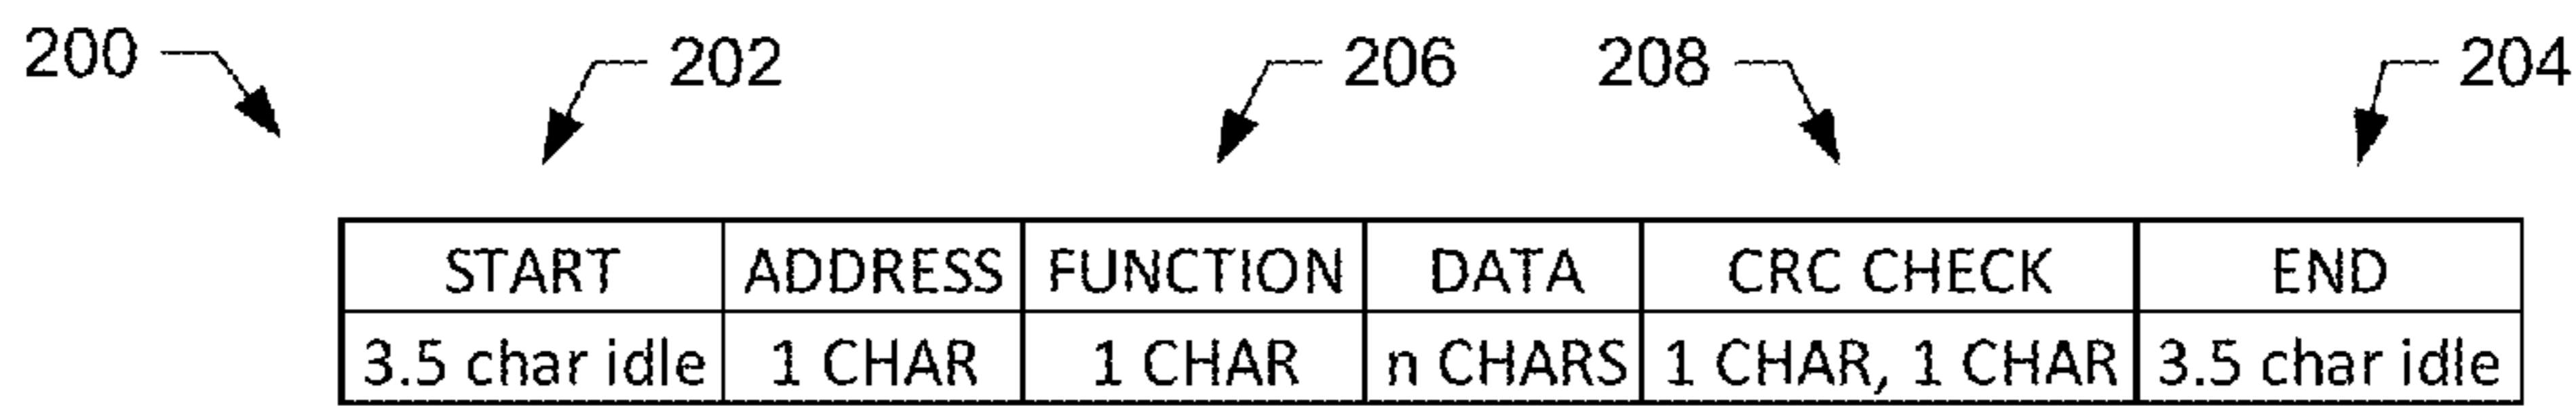 200 202 206 208 204
START ADDRESS FUNCTION DATA CRC CHECK END
3.5 char idle 1 CHAR 1 CHAR n CHARS 1 CHAR, 1 CHAR 3.5 char idle